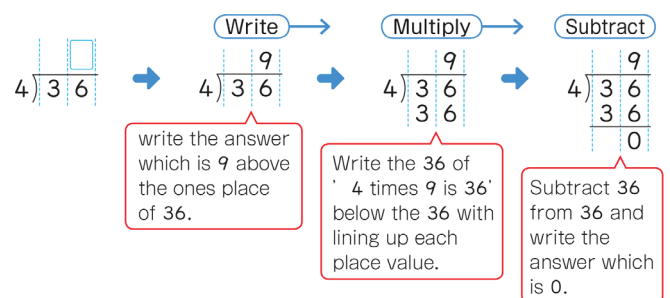 Write
Multiply
Subtract
4)36
9
4)36
9
4)36
36
9
4)36
36
0
write the answer
which is 9 above
the ones place
of 36.
Write the 36 of
' 4 times 9 is 36'
below the 36 with
lining up each
place value.
Subtract 36
from 36 and
write the
answer which
is 0.